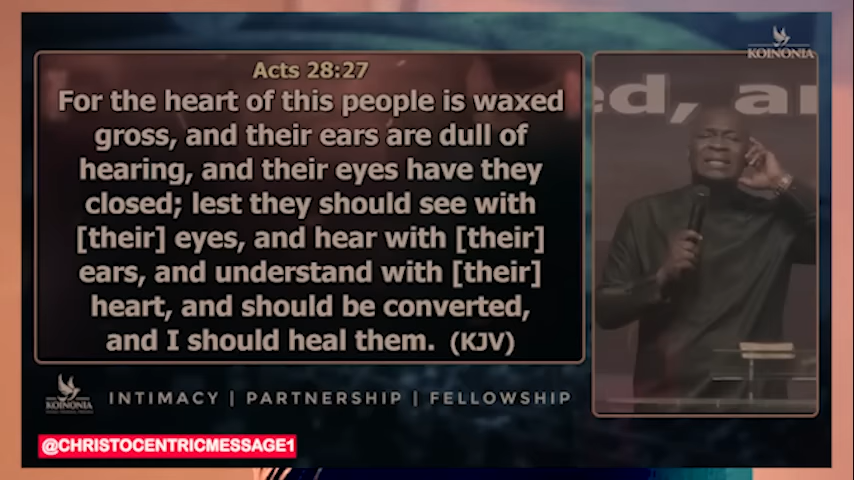 Acts 28:27
For the heart of this people is waxed
gross, and their ears are dull of
hearing, and their eyes have they
closed; lest they should see with
[their] eyes, and hear with [their]
ears, and understand with [their]
heart, and should be converted,
and I should heal them. (KJV)
KOINONIA
ed, a
KOINONIA
INTIMACY | PARTNERSHIP | FELLOWSHIP
@CHRISTOCENTRICMESSAGE1